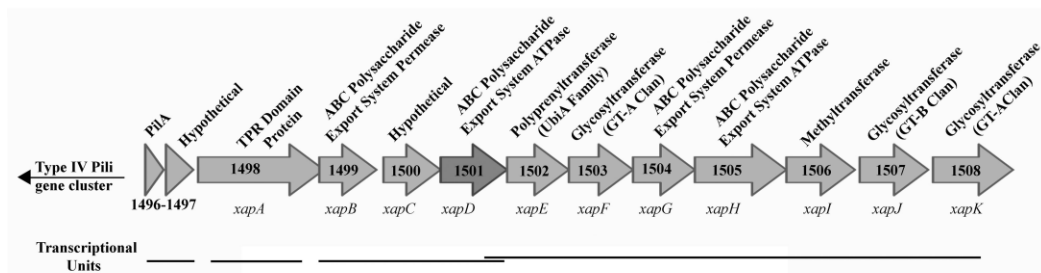 PilA
Hypothetical
TPR Domain
Protein
ABC Polysaccharide
Export System Permease
Hypothetical
ABC Polysaccharide
Export System ATPase
Polyprenyltransferase
(UbiA Family)
Glycosyltransferase
(GT-A Clan)
ABC Polysaccharide
Export System Permease
ABC Polysaccharide
Export System ATPase
Methyltransferase
Glycosyltransferase
(GT-B Clan)
Glycosyltransferase
(GT-AClan)
Type IV Pili
gene cluster
1498 1499 1500 1501 1502 1503 1504 1505 1506 1507 1508
1496-1497 xapA xapB xapC xapD xapE xapF xapG xapH xapI xapJ xapK
Transcriptional
Units